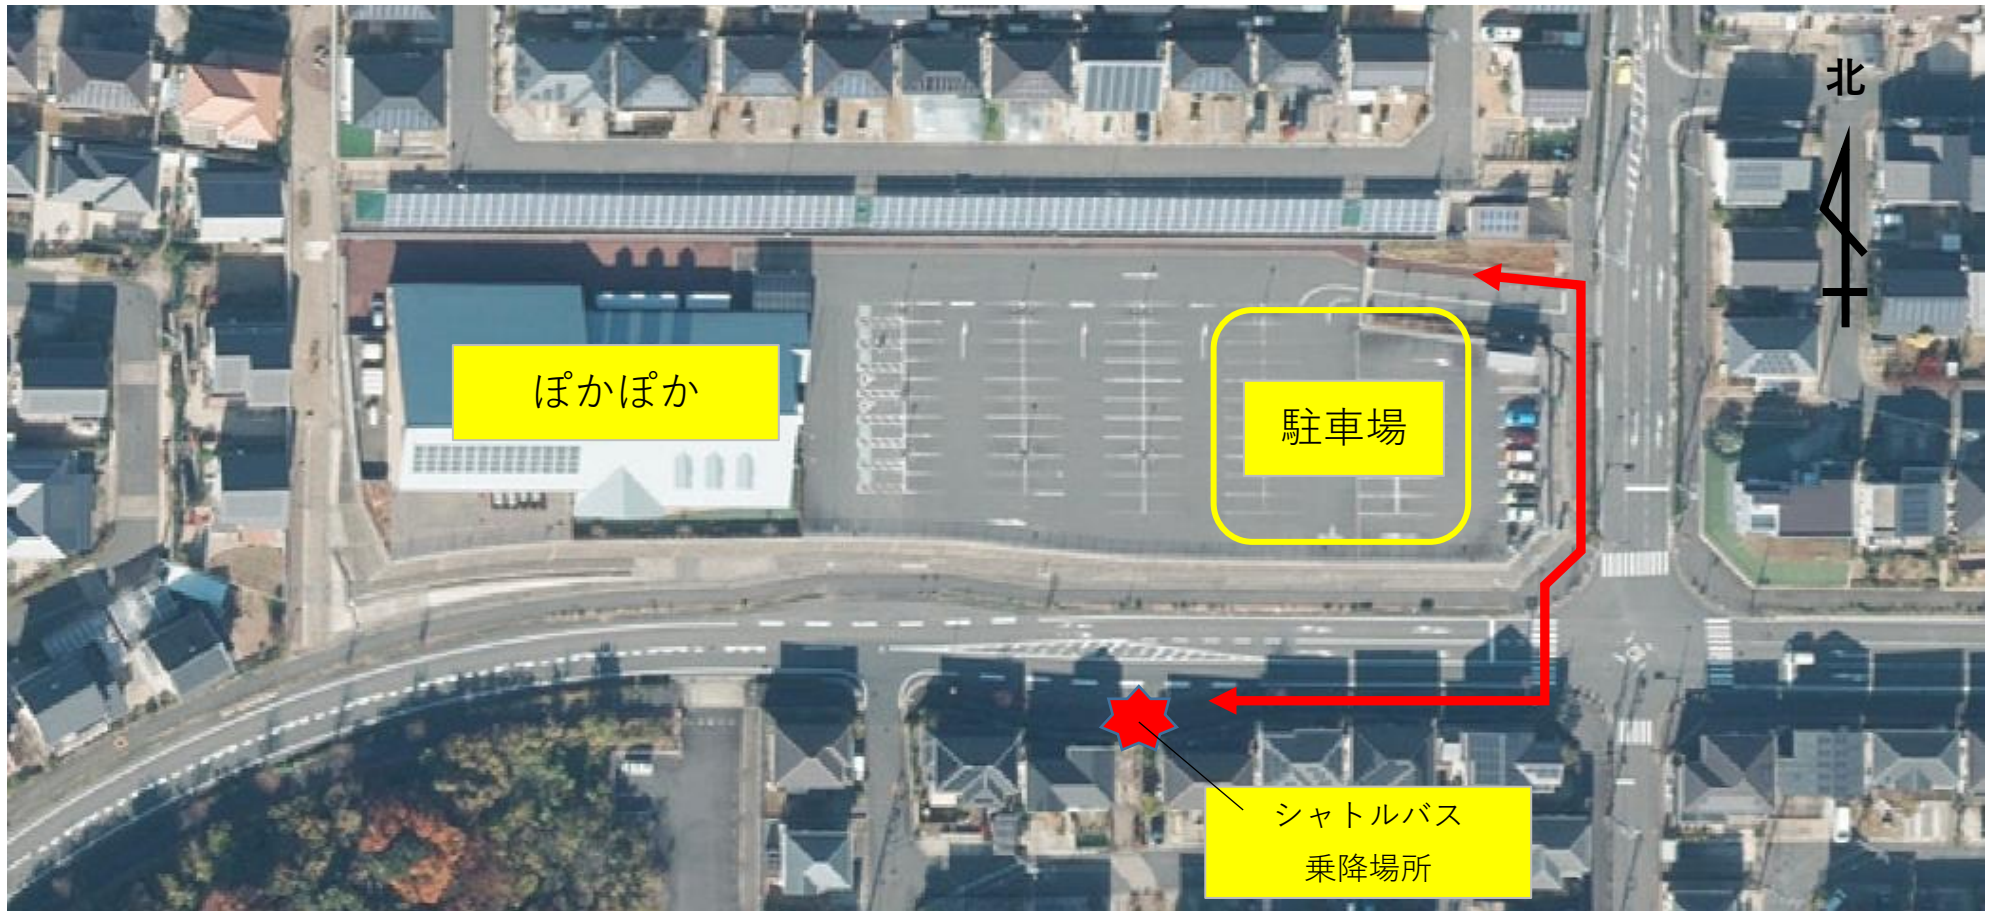 北
ぽかぽか
駐車場
シャトルバス
乗降場所